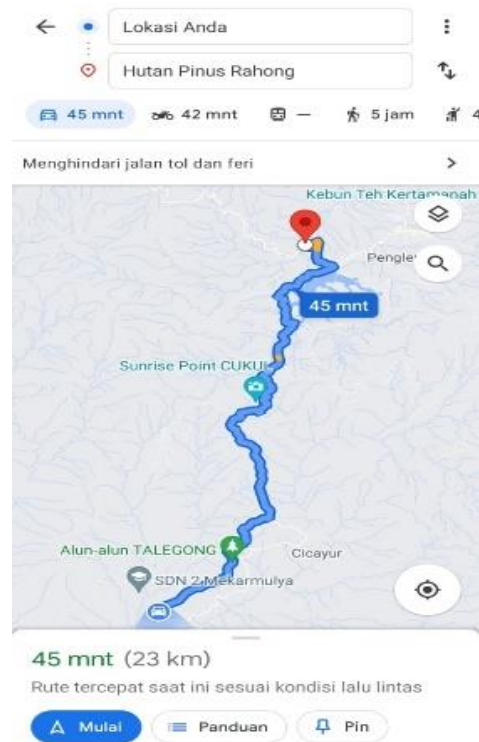 Lokasi Anda
Hutan Pinus Rahong
45 mnt 42 mnt — 5 jam 4
Menghindari jalan tol dan feri
Kebun Teh Kertamanah
45 mnt
Sunrise Point
Alun-alun TALEGONG
Cicayur
SDN 2 Mekarmulya
45 mnt (23 km)
Rute tercepat saat ini sesuai kondisi lalu lintas
Mulai Panduan Pin